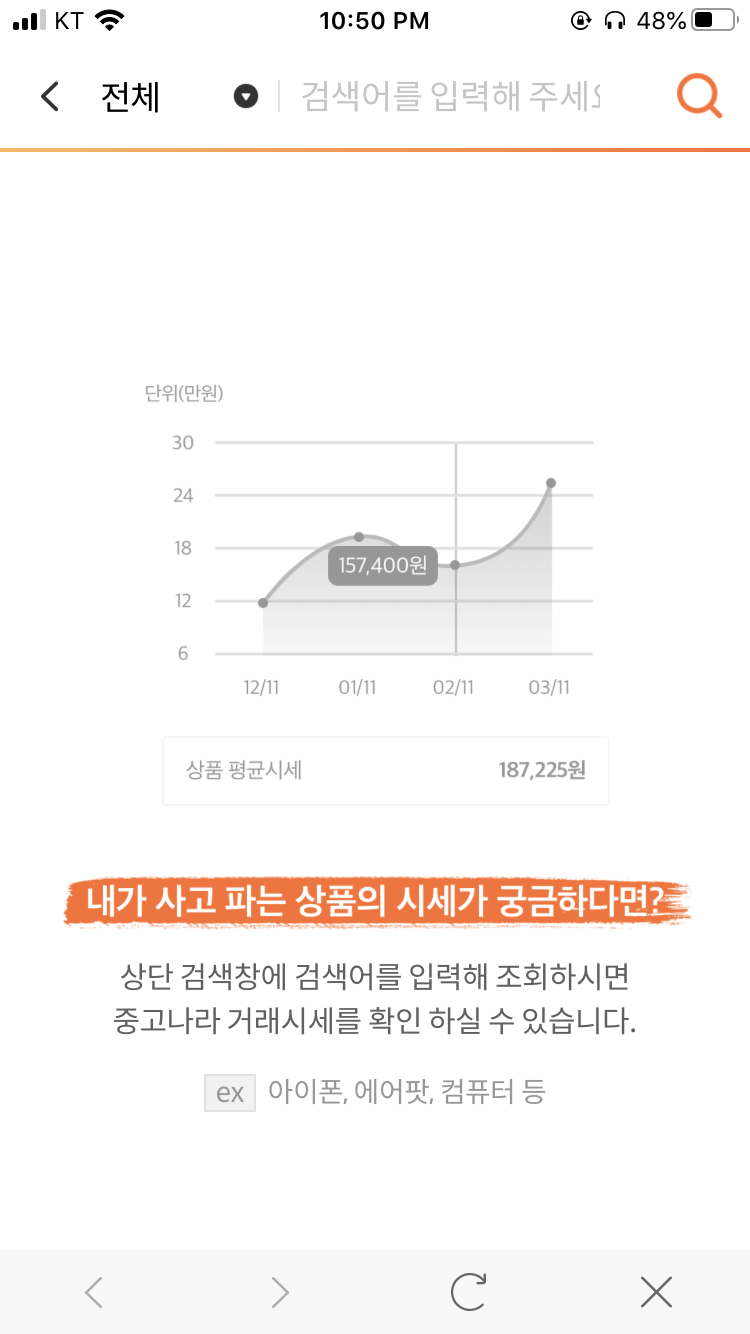 KT 10:50 PM 48%
전체 검색어를 입력해 주세요
단위(만원)
30
24
18
157,400원
12
6
12/11 01/11 02/11 03/11
상품 평균시세 187,225원
내가 사고 파는 상품의 시세가 궁금하다면?
상단 검색창에 검색어를 입력해 조회하시면
중고나라 거래시세를 확인 하실 수 있습니다.
ex 아이폰, 에어팟, 컴퓨터 등